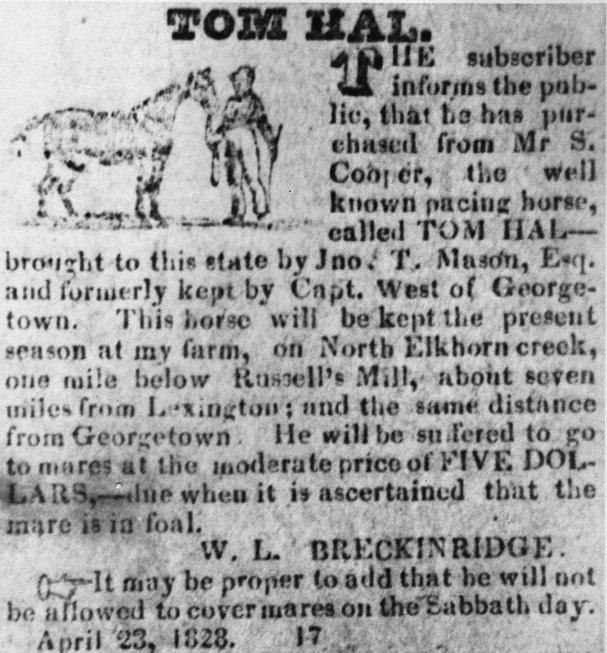 TOM HAL.
THE subscriber
informs the pub-
lic, that he has pur-
chased from Mr S.
Cooper, the well
known pacing horse,
called TOM HAL—
brought to this state by Jno. T. Mason, Esq.
and formerly kept by Capt. West of George-
town. This horse will be kept the present
season at my farm, on North Elkhorn creek,
one mile below Russell's Mill, about seven
miles from Lexington; and the same distance
from Georgetown. He will be suffered to go
to mares at the moderate price of FIVE DOL-
LARS,—due when it is ascertained that the
mare is in foal.
W. L. BRECKINRIDGE.
☞It may be proper to add that he will not
be allowed to cover mares on the Sabbath day.
April 23, 1828. 17